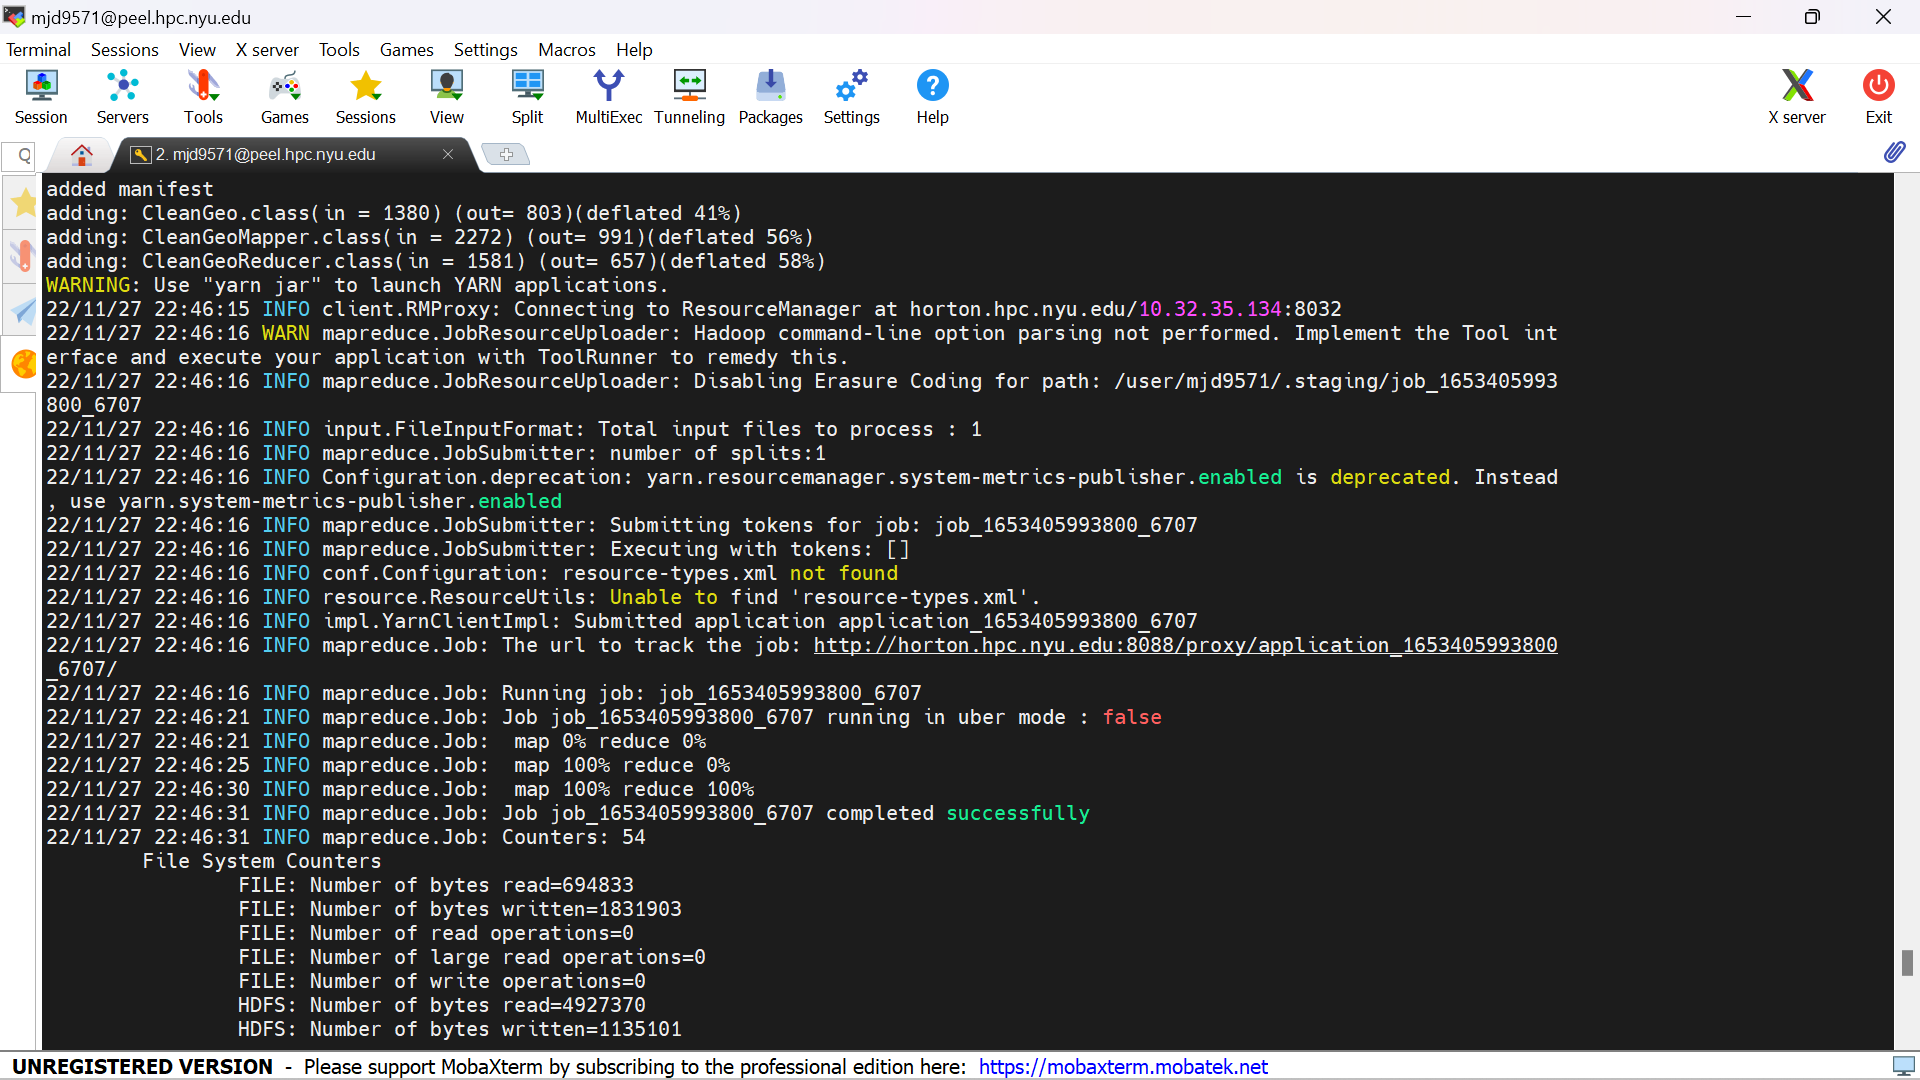 mjd9571@peel.hpc.nyu.edu
Terminal Sessions View X server Tools Games Settings Macros Help
Session Servers Tools Games Sessions View Split MultiExec Tunneling Packages Settings Help X server Exit
2. mjd9571@peel.hpc.nyu.edu
added manifest
adding: CleanGeo.class(in = 1380) (out= 803)(deflated 41%)
adding: CleanGeoMapper.class(in = 2272) (out= 991)(deflated 56%)
adding: CleanGeoReducer.class(in = 1581) (out= 657)(deflated 58%)
WARNING: Use "yarn jar" to launch YARN applications.
22/11/27 22:46:15 INFO client.RMProxy: Connecting to ResourceManager at horton.hpc.nyu.edu/10.32.35.134:8032
22/11/27 22:46:16 WARN mapreduce.JobResourceUploader: Hadoop command-line option parsing not performed. Implement the Tool int
erface and execute your application with ToolRunner to remedy this.
22/11/27 22:46:16 INFO mapreduce.JobResourceUploader: Disabling Erasure Coding for path: /user/mjd9571/.staging/job_1653405993
800_6707
22/11/27 22:46:16 INFO input.FileInputFormat: Total input files to process : 1
22/11/27 22:46:16 INFO mapreduce.JobSubmitter: number of splits:1
22/11/27 22:46:16 INFO Configuration.deprecation: yarn.resourcemanager.system-metrics-publisher.enabled is deprecated. Instead
, use yarn.system-metrics-publisher.enabled
22/11/27 22:46:16 INFO mapreduce.JobSubmitter: Submitting tokens for job: job_1653405993800_6707
22/11/27 22:46:16 INFO mapreduce.JobSubmitter: Executing with tokens: []
22/11/27 22:46:16 INFO conf.Configuration: resource-types.xml not found
22/11/27 22:46:16 INFO resource.ResourceUtils: Unable to find 'resource-types.xml'.
22/11/27 22:46:16 INFO impl.YarnClientImpl: Submitted application application_1653405993800_6707
22/11/27 22:46:16 INFO mapreduce.Job: The url to track the job: http://horton.hpc.nyu.edu:8088/proxy/application_1653405993800
_6707/
22/11/27 22:46:16 INFO mapreduce.Job: Running job: job_1653405993800_6707
22/11/27 22:46:21 INFO mapreduce.Job: Job job_1653405993800_6707 running in uber mode : false
22/11/27 22:46:21 INFO mapreduce.Job:  map 0% reduce 0%
22/11/27 22:46:25 INFO mapreduce.Job:  map 100% reduce 0%
22/11/27 22:46:30 INFO mapreduce.Job:  map 100% reduce 100%
22/11/27 22:46:31 INFO mapreduce.Job: Job job_1653405993800_6707 completed successfully
22/11/27 22:46:31 INFO mapreduce.Job: Counters: 54
File System Counters
FILE: Number of bytes read=694833
FILE: Number of bytes written=1831903
FILE: Number of read operations=0
FILE: Number of large read operations=0
FILE: Number of write operations=0
HDFS: Number of bytes read=4927370
HDFS: Number of bytes written=1135101
UNREGISTERED VERSION - Please support MobaXterm by subscribing to the professional edition here: https://mobaxterm.mobatek.net